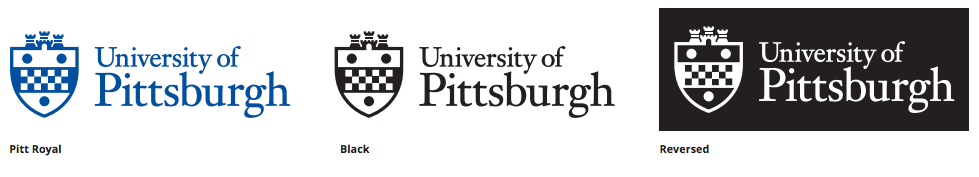 University of
Pittsburgh
University of
Pittsburgh
University of
Pittsburgh
Pitt Royal
Black
Reversed